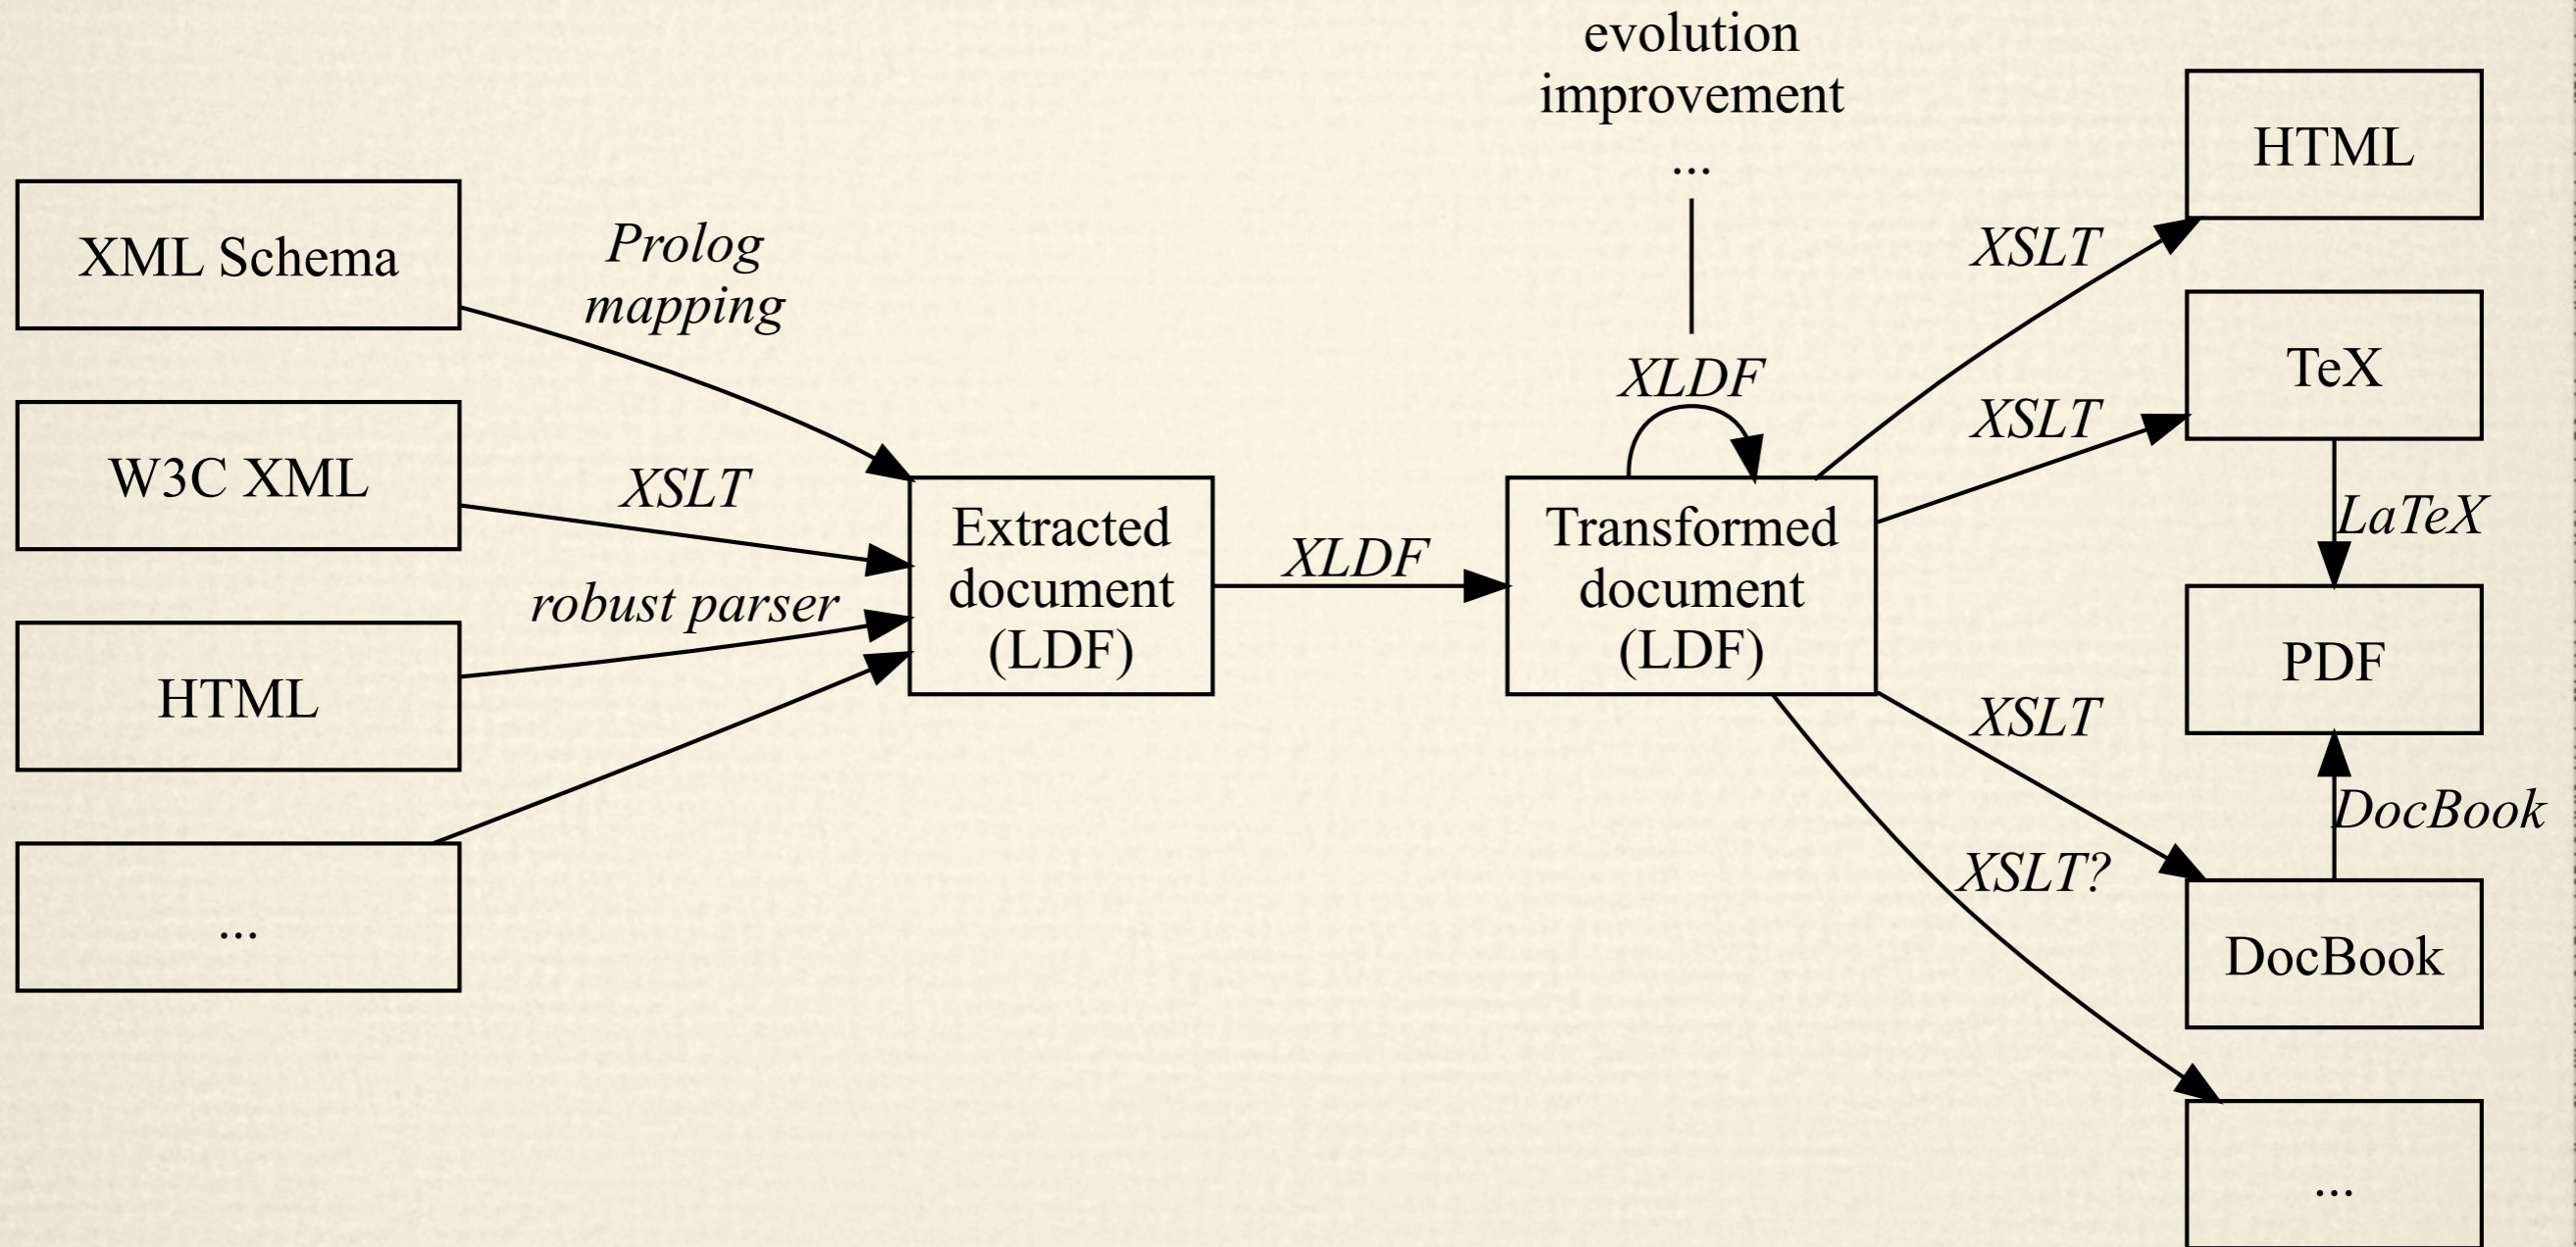 evolution
improvement
...
XML Schema
Prolog
mapping
W3C XML
XSLT
HTML
robust parser
...
Extracted
document
(LDF)
XLDF
XLDF
Transformed
document
(LDF)
XSLT
HTML
XSLT
TeX
LaTeX
PDF
XSLT
DocBook
XSLT?
DocBook
...